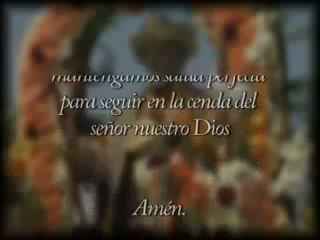 mantengamos salud perfecta
para seguir en la cenda del
señor nuestro Dios
Amén.